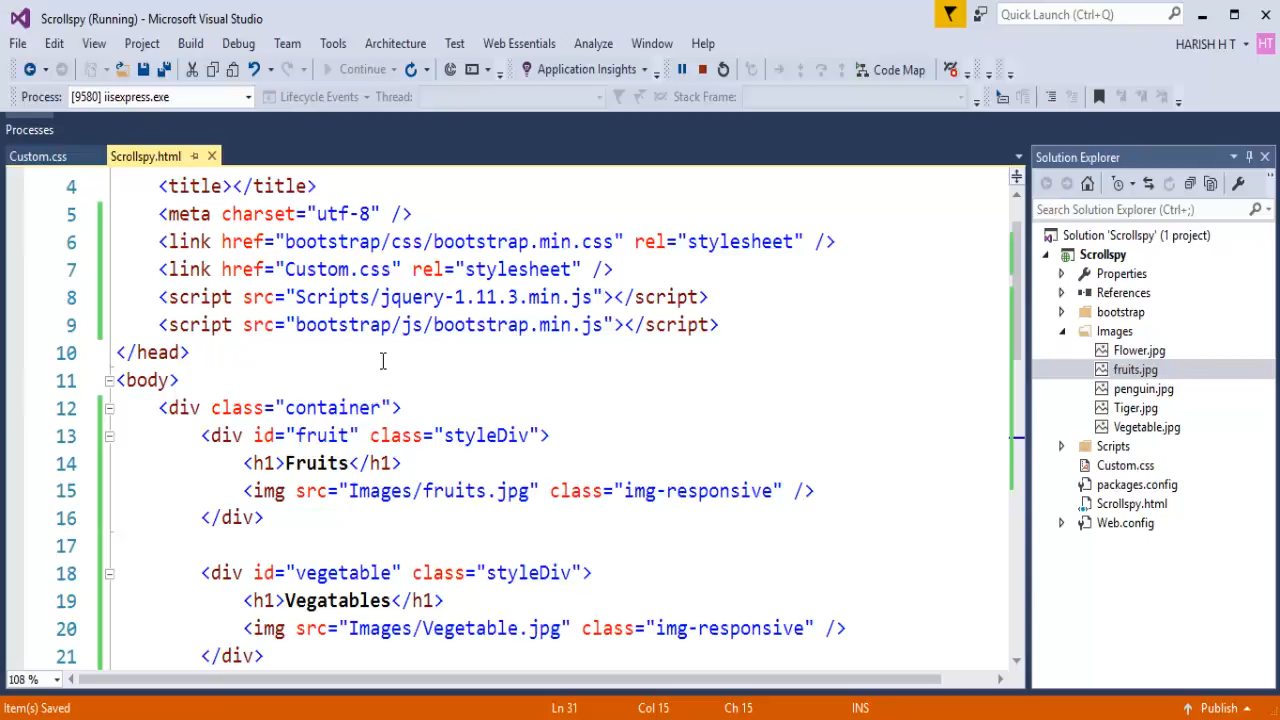 Scrollspy (Running) - Microsoft Visual Studio
Quick Launch (Ctrl+Q)
File Edit View Project Build Debug Team Tools Architecture Test Web Essentials Analyze Window Help
HARISH H T HT
Continue Application Insights Code Map
Process: [9580] iisexpress.exe Lifecycle Events Thread: Stack Frame:
Processes
Custom.css Scrollspy.html
4 <title></title>
5 <meta charset="utf-8" />
6 <link href="bootstrap/css/bootstrap.min.css" rel="stylesheet" />
7 <link href="Custom.css" rel="stylesheet" />
8 <script src="Scripts/jquery-1.11.3.min.js"></script>
9 <script src="bootstrap/js/bootstrap.min.js"></script>
10 </head>
11 <body>
12 <div class="container">
13 <div id="fruit" class="styleDiv">
14 <h1>Fruits</h1>
15 <img src="Images/fruits.jpg" class="img-responsive" />
16 </div>
17
18 <div id="vegetable" class="styleDiv">
19 <h1>Vegatables</h1>
20 <img src="Images/Vegetable.jpg" class="img-responsive" />
21 </div>
108 %
Solution Explorer
Search Solution Explorer (Ctrl+;)
Solution 'Scrollspy' (1 project)
Scrollspy
Properties
References
bootstrap
Images
Flower.jpg
fruits.jpg
penguin.jpg
Tiger.jpg
Vegetable.jpg
Scripts
Custom.css
packages.config
Scrollspy.html
Web.config
Item(s) Saved Ln 31 Col 15 Ch 15 INS Publish